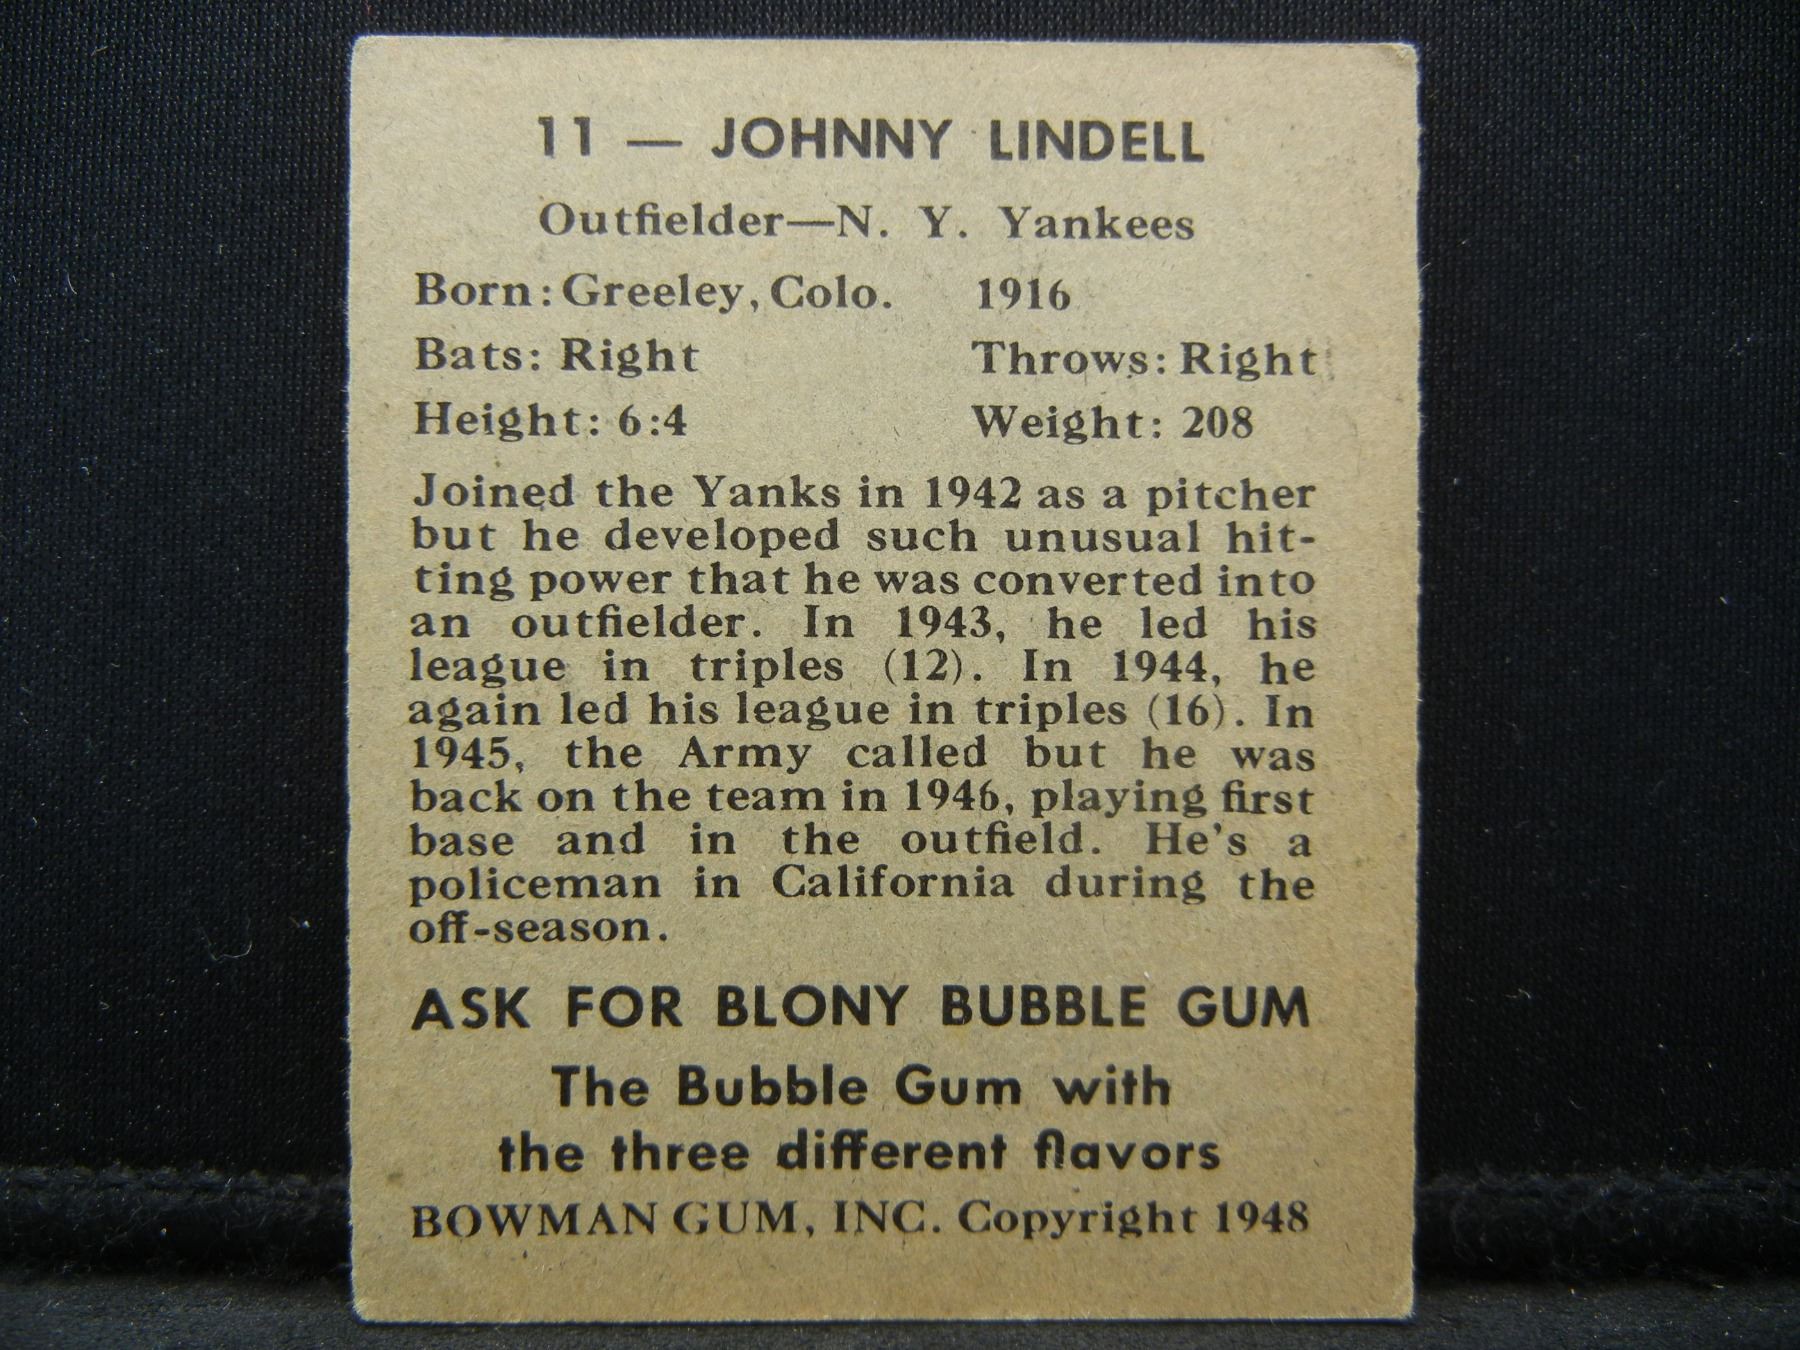 11 — JOHNNY LINDELL
Outfielder—N. Y. Yankees
Born: Greeley, Colo. 1916
Bats: Right Throws: Right
Height: 6:4 Weight: 208
Joined the Yanks in 1942 as a pitcher
but he developed such unusual hit-
ting power that he was converted into
an outfielder. In 1943, he led his
league in triples (12). In 1944, he
again led his league in triples (16). In
1945, the Army called but he was
back on the team in 1946, playing first
base and in the outfield. He's a
policeman in California during the
off-season.
ASK FOR BLONY BUBBLE GUM
The Bubble Gum with
the three different flavors
BOWMAN GUM, INC. Copyright 1948